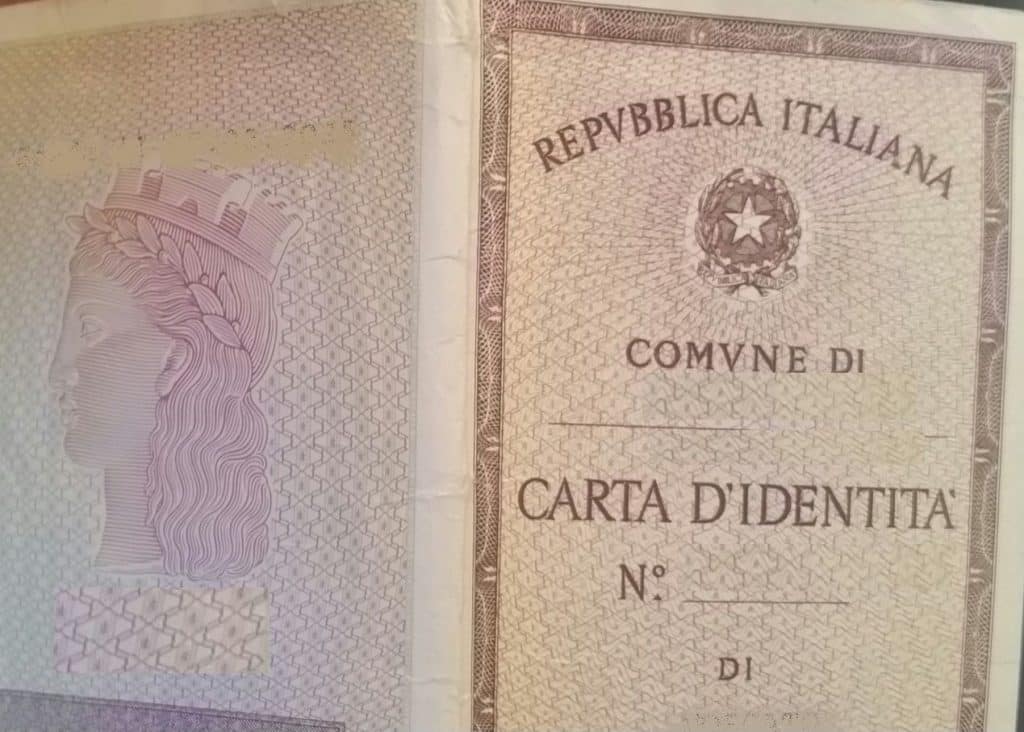 REPVBBLICA ITALIANA
COMVNE DI
CARTA D'IDENTITA'
N.º
DI